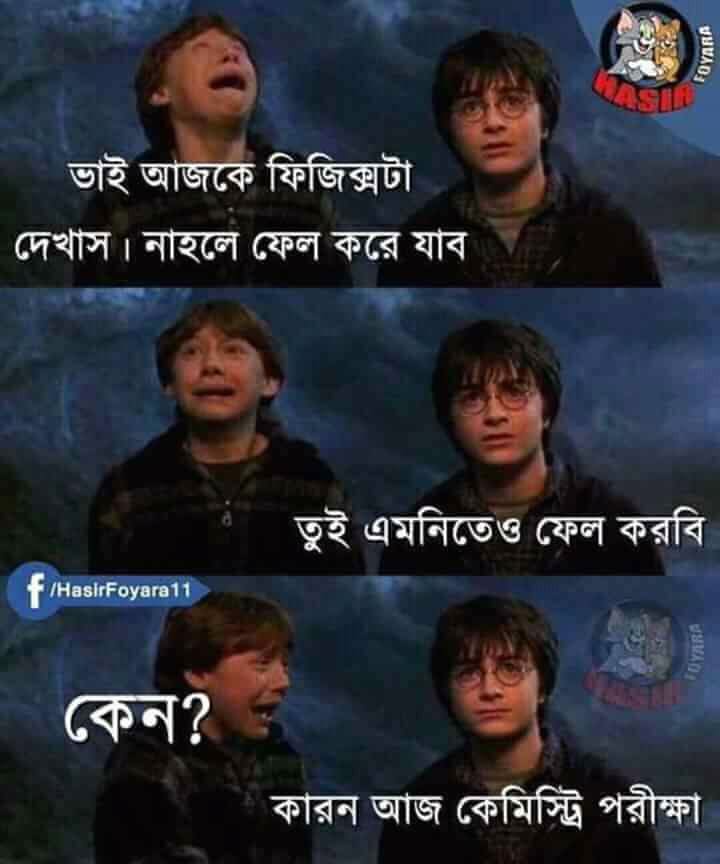 HASIR
FOYARA
ভাই আজকে ফিজিক্সটা
দেখাস। নাহলে ফেল করে যাব
তুই এমনিতেও ফেল করবি
f /HasirFoyara11
HASIR
FOYARA
কেন?
কারন আজ কেমিস্ট্রি পরীক্ষা